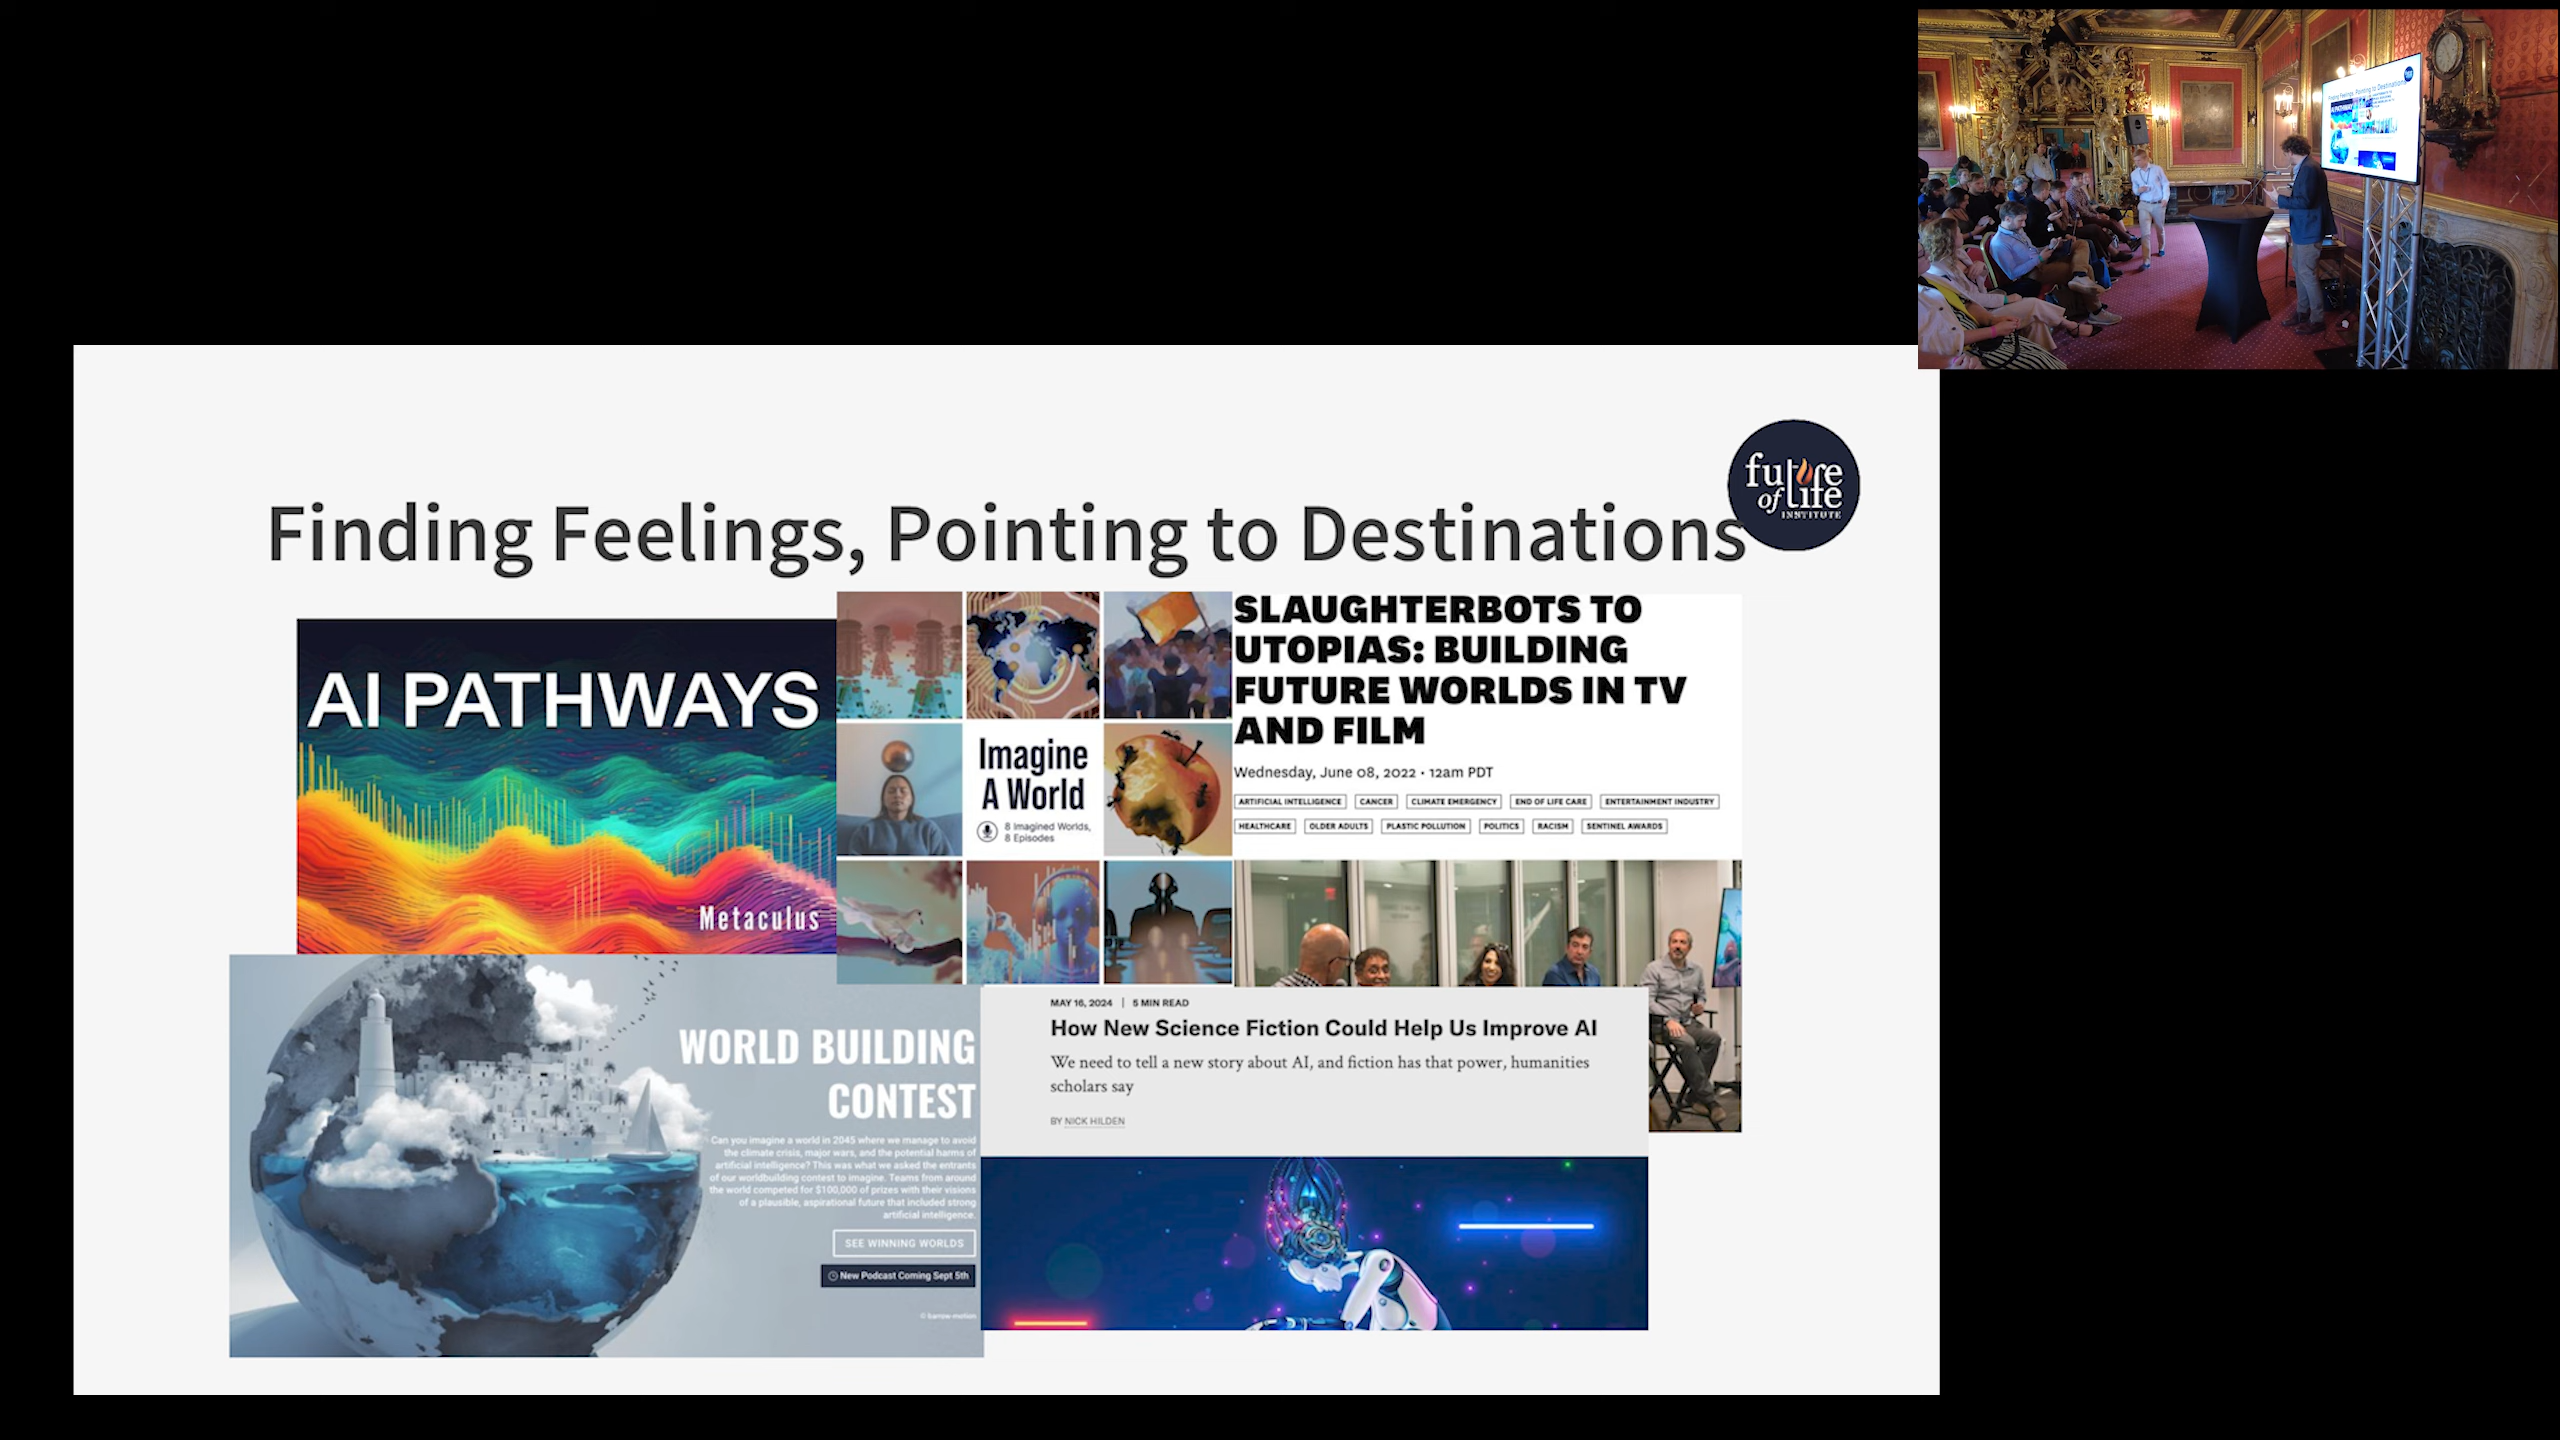 Finding Feelings, Pointing to Destinations
future
of life
INSTITUTE
AI PATHWAYS
Metaculus
Imagine
A World
8 Imagined Worlds,
8 Episodes
SLAUGHTERBOTS TO
UTOPIAS: BUILDING
FUTURE WORLDS IN TV
AND FILM
Wednesday, June 08, 2022 • 12am PDT
ARTIFICIAL INTELLIGENCE CANCER CLIMATE EMERGENCY END OF LIFE CARE ENTERTAINMENT INDUSTRY
HEALTHCARE OLDER ADULTS PLASTIC POLLUTION POLITICS RACISM SENTINEL AWARDS
WORLD BUILDING
CONTEST
Can you imagine a world in 2045 where we manage to avoid
the climate crisis, major wars, and the potential harms of
artificial intelligence? This was what we asked the entrants
of our worldbuilding contest to imagine. Teams from around
the world competed for $100,000 of prizes with their visions
of a plausible, aspirational future that included strong
artificial intelligence.
SEE WINNING WORLDS
New Podcast Coming Sept 5th
MAY 16, 2024 | 5 MIN READ
How New Science Fiction Could Help Us Improve AI
We need to tell a new story about AI, and fiction has that power, humanities
scholars say
BY NICK HILDEN
Finding Feelings, Pointing to Destinations
AI PATHWAYS